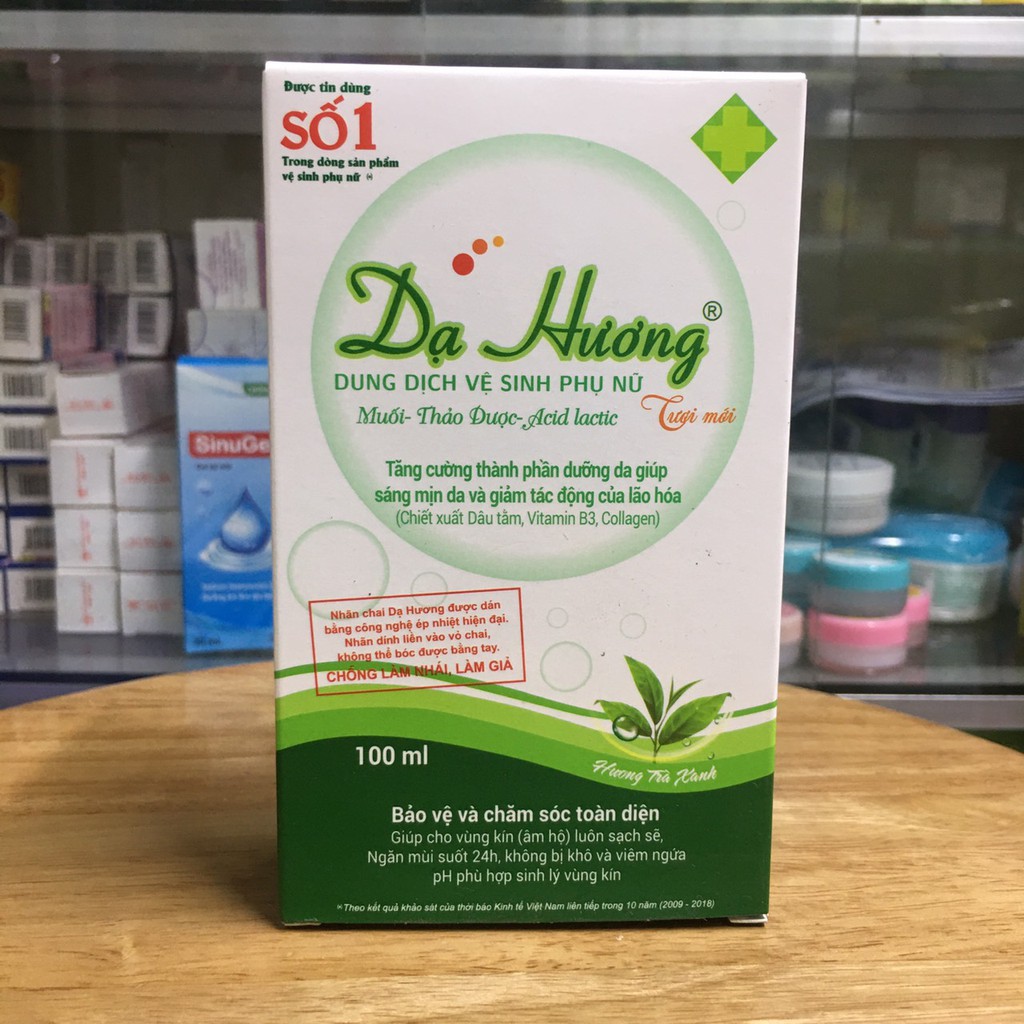 Được tin dùng
SỐ 1
Trong dòng sản phẩm
vệ sinh phụ nữ (*)
Dạ Hương®
DUNG DỊCH VỆ SINH PHỤ NỮ
Muối- Thảo Dược-Acid lactic
Tươi mới
Tăng cường thành phần dưỡng da giúp
sáng mịn da và giảm tác động của lão hóa
(Chiết xuất Dâu tằm, Vitamin B3, Collagen)
Nhãn chai Dạ Hương được dán
bằng công nghệ ép nhiệt hiện đại.
Nhãn dính liền vào vỏ chai,
không thể bóc được bằng tay.
CHỐNG LÀM NHÁI, LÀM GIẢ
100 ml
Hương Trà Xanh
Bảo vệ và chăm sóc toàn diện
Giúp cho vùng kín (âm hộ) luôn sạch sẽ,
Ngăn mùi suốt 24h, không bị khô và viêm ngứa
pH phù hợp sinh lý vùng kín
(*)Theo kết quả khảo sát của thời báo Kinh tế Việt Nam liên tiếp trong 10 năm (2009 - 2018)